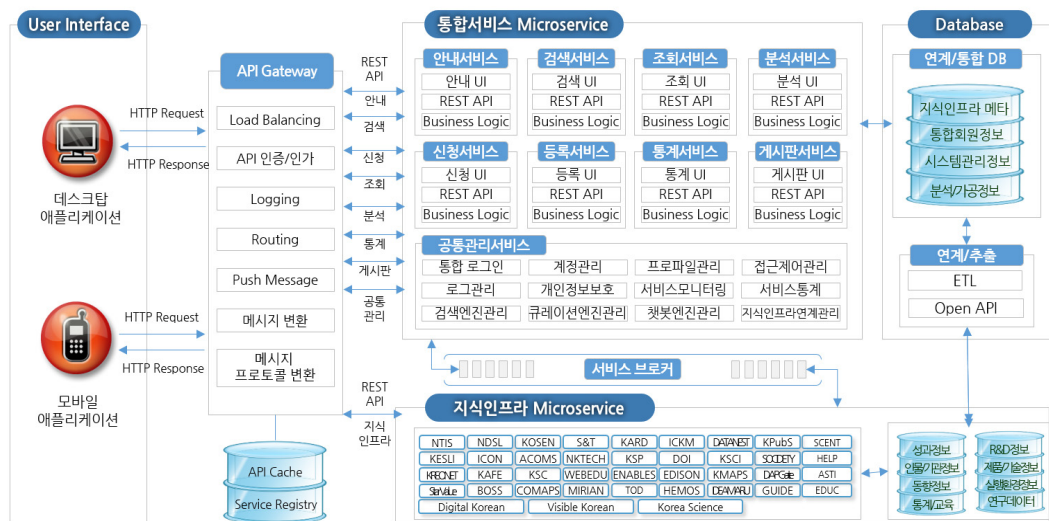 User Interface
통합서비스 Microservice
Database
API Gateway
Load Balancing
API 인증/인가
Logging
Routing
Push Message
메시지 변환
메시지
프로토콜 변환
API Cache
Service Registry
HTTP Request
HTTP Response
데스크탑
애플리케이션
HTTP Request
HTTP Response
모바일
애플리케이션
REST
API
안내
검색
신청
조회
분석
통계
게시판
공통
관리
REST
API
지식
인프라
안내서비스
안내 UI
REST API
Business Logic
검색서비스
검색 UI
REST API
Business Logic
조회서비스
조회 UI
REST API
Business Logic
분석서비스
분석 UI
REST API
Business Logic
신청서비스
신청 UI
REST API
Business Logic
등록서비스
등록 UI
REST API
Business Logic
통계서비스
통계 UI
REST API
Business Logic
게시판서비스
게시판 UI
REST API
Business Logic
공통관리서비스
통합 로그인 계정관리 프로파일관리 접근제어관리
로그관리 개인정보보호 서비스모니터링 서비스통계
검색엔진관리 큐레이션엔진관리 챗봇엔진관리 지식인프라연계관리
서비스 브로커
지식인프라 Microservice
NTIS NDSL KOSEN S&T KARD ICKM DATANEST KPubS SCENT
KESLI ICON ACOMS NKTECH KSP DOI KSCI SOCIETY HELP
KREONET KAFE KSC WEBEDU ENABLES EDISON KMAPS DAPGate ASTI
StarValue BOSS COMAPS MIRIAN TOD HEMOS IDEAMARU GUIDE EDUC
Digital Korean Visible Korean Korea Science
연계/통합 DB
지식인프라 메타
통합회원정보
시스템관리정보
분석/가공정보
연계/추출
ETL
Open API
성과정보
인물/기관정보
동향정보
통계/교육
R&D정보
제품/기술정보
실험환경정보
연구데이터